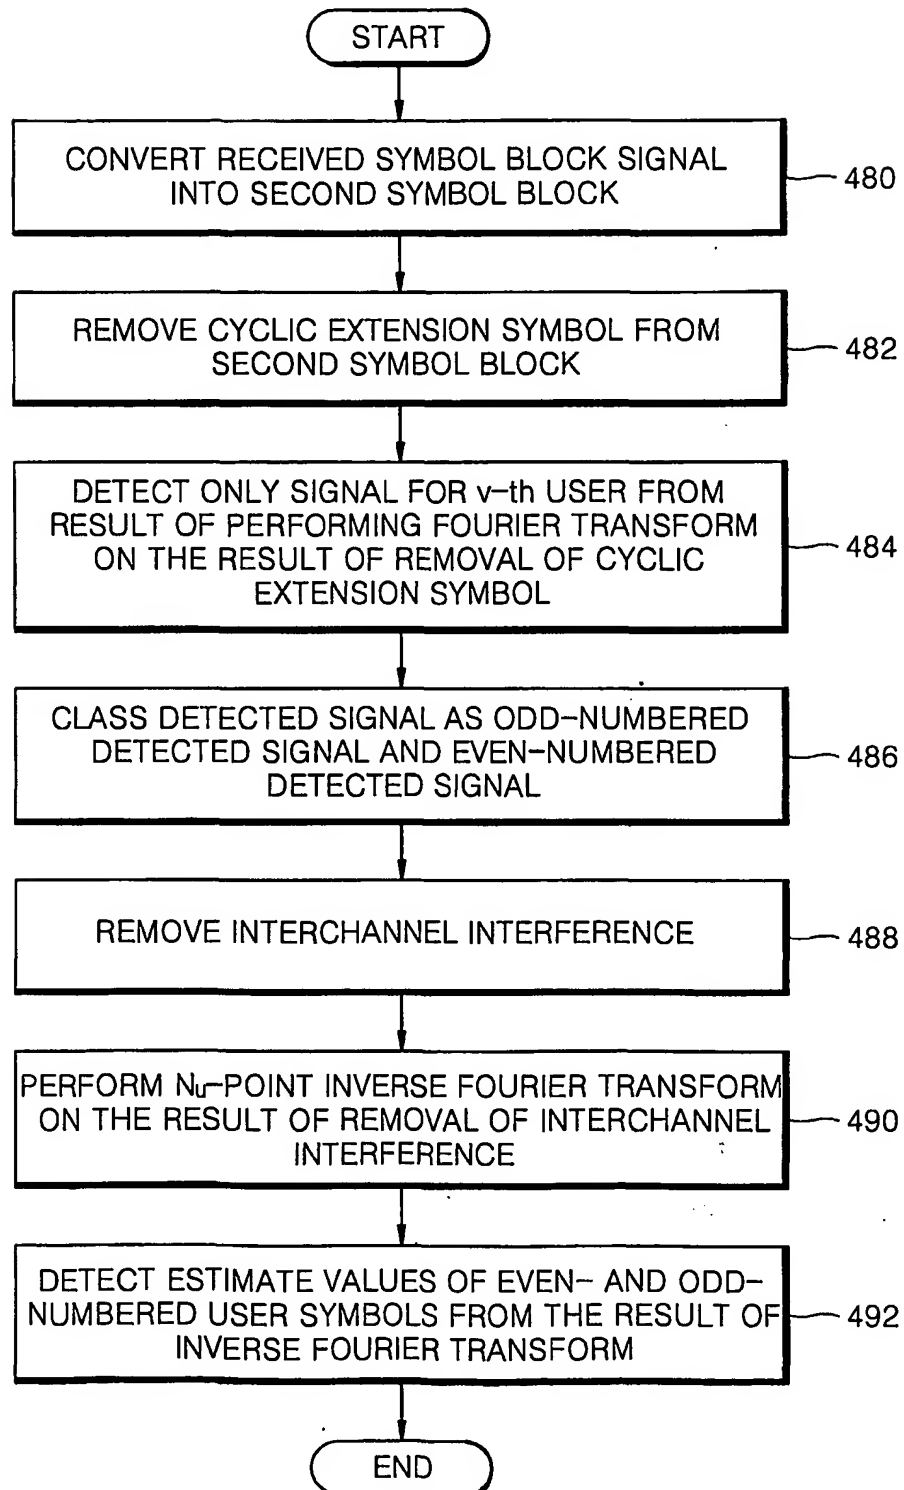 START
CONVERT RECEIVED SYMBOL BLOCK SIGNAL
INTO SECOND SYMBOL BLOCK
480
REMOVE CYCLIC EXTENSION SYMBOL FROM
SECOND SYMBOL BLOCK
482
DETECT ONLY SIGNAL FOR v-th USER FROM
RESULT OF PERFORMING FOURIER TRANSFORM
ON THE RESULT OF REMOVAL OF CYCLIC
EXTENSION SYMBOL
484
CLASS DETECTED SIGNAL AS ODD-NUMBERED
DETECTED SIGNAL AND EVEN-NUMBERED
DETECTED SIGNAL
486
REMOVE INTERCHANNEL INTERFERENCE
488
PERFORM Nu-POINT INVERSE FOURIER TRANSFORM
ON THE RESULT OF REMOVAL OF INTERCHANNEL
INTERFERENCE
490
DETECT ESTIMATE VALUES OF EVEN- AND ODD-
NUMBERED USER SYMBOLS FROM THE RESULT OF
INVERSE FOURIER TRANSFORM
492
END